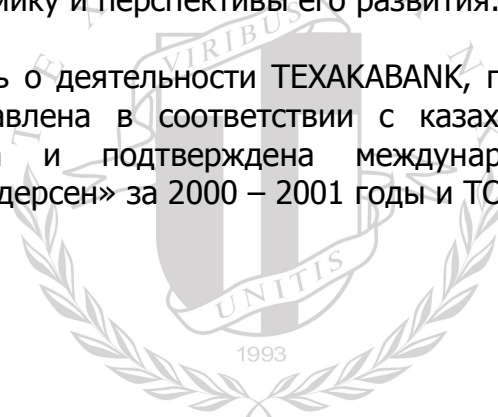 мику и перспективы его развития.
ь о деятельности TEXAKABANK, п
авлена в соответствии с казах
и подтверждена междунар
дерсен» за 2000 – 2001 годы и ТО
VIRIBUS
UNITIS
1993